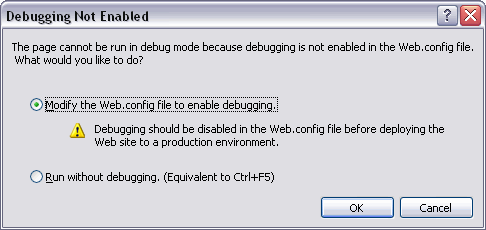 Debugging Not Enabled
The page cannot be run in debug mode because debugging is not enabled in the Web.config file.
What would you like to do?
Modify the Web.config file to enable debugging.
Debugging should be disabled in the Web.config file before deploying the
Web site to a production environment.
Run without debugging. (Equivalent to Ctrl+F5)
OK Cancel